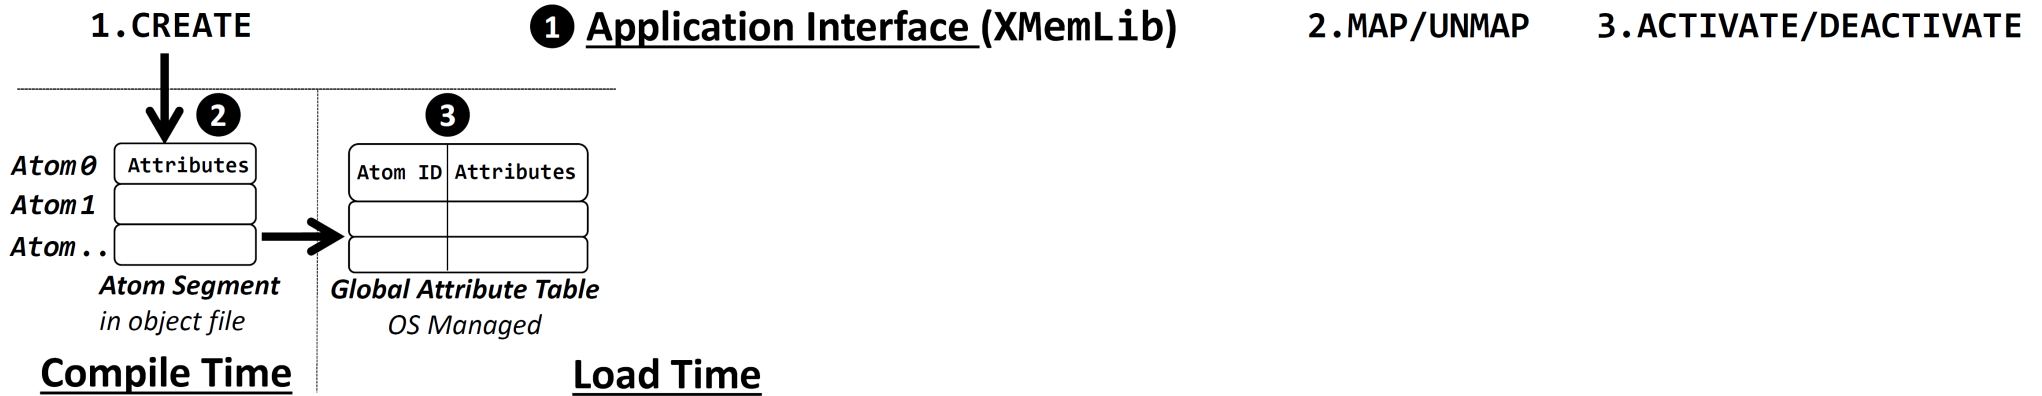 1.CREATE
1 Application Interface (XMemLib)
2.MAP/UNMAP
3.ACTIVATE/DEACTIVATE
2
3
Atom0
Attributes
Atom1
Atom..
Atom ID
Attributes
Atom Segment
in object file
Global Attribute Table
OS Managed
Compile Time
Load Time